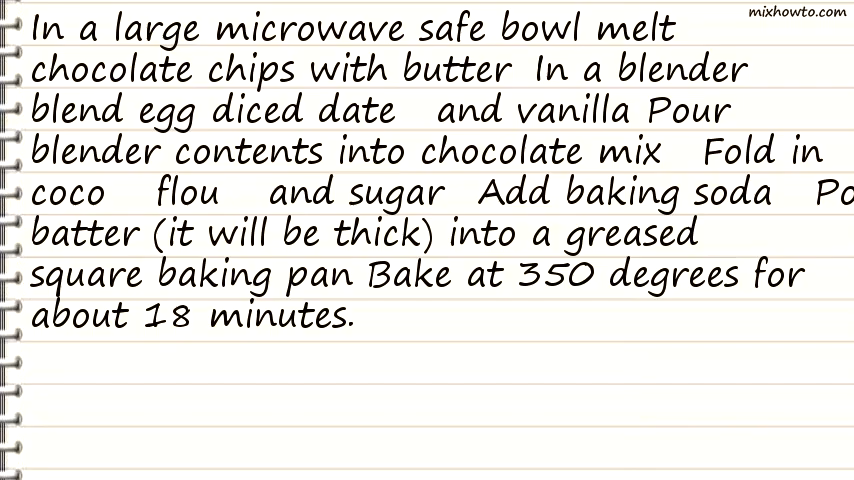 mixhowto.com
In a large microwave safe bowl melt
chocolate chips with butter In a blender
blend egg diced date and vanilla Pour
blender contents into chocolate mix Fold in
coco flou and sugar Add baking soda Po
batter (it will be thick) into a greased
square baking pan Bake at 350 degrees for
about 18 minutes.